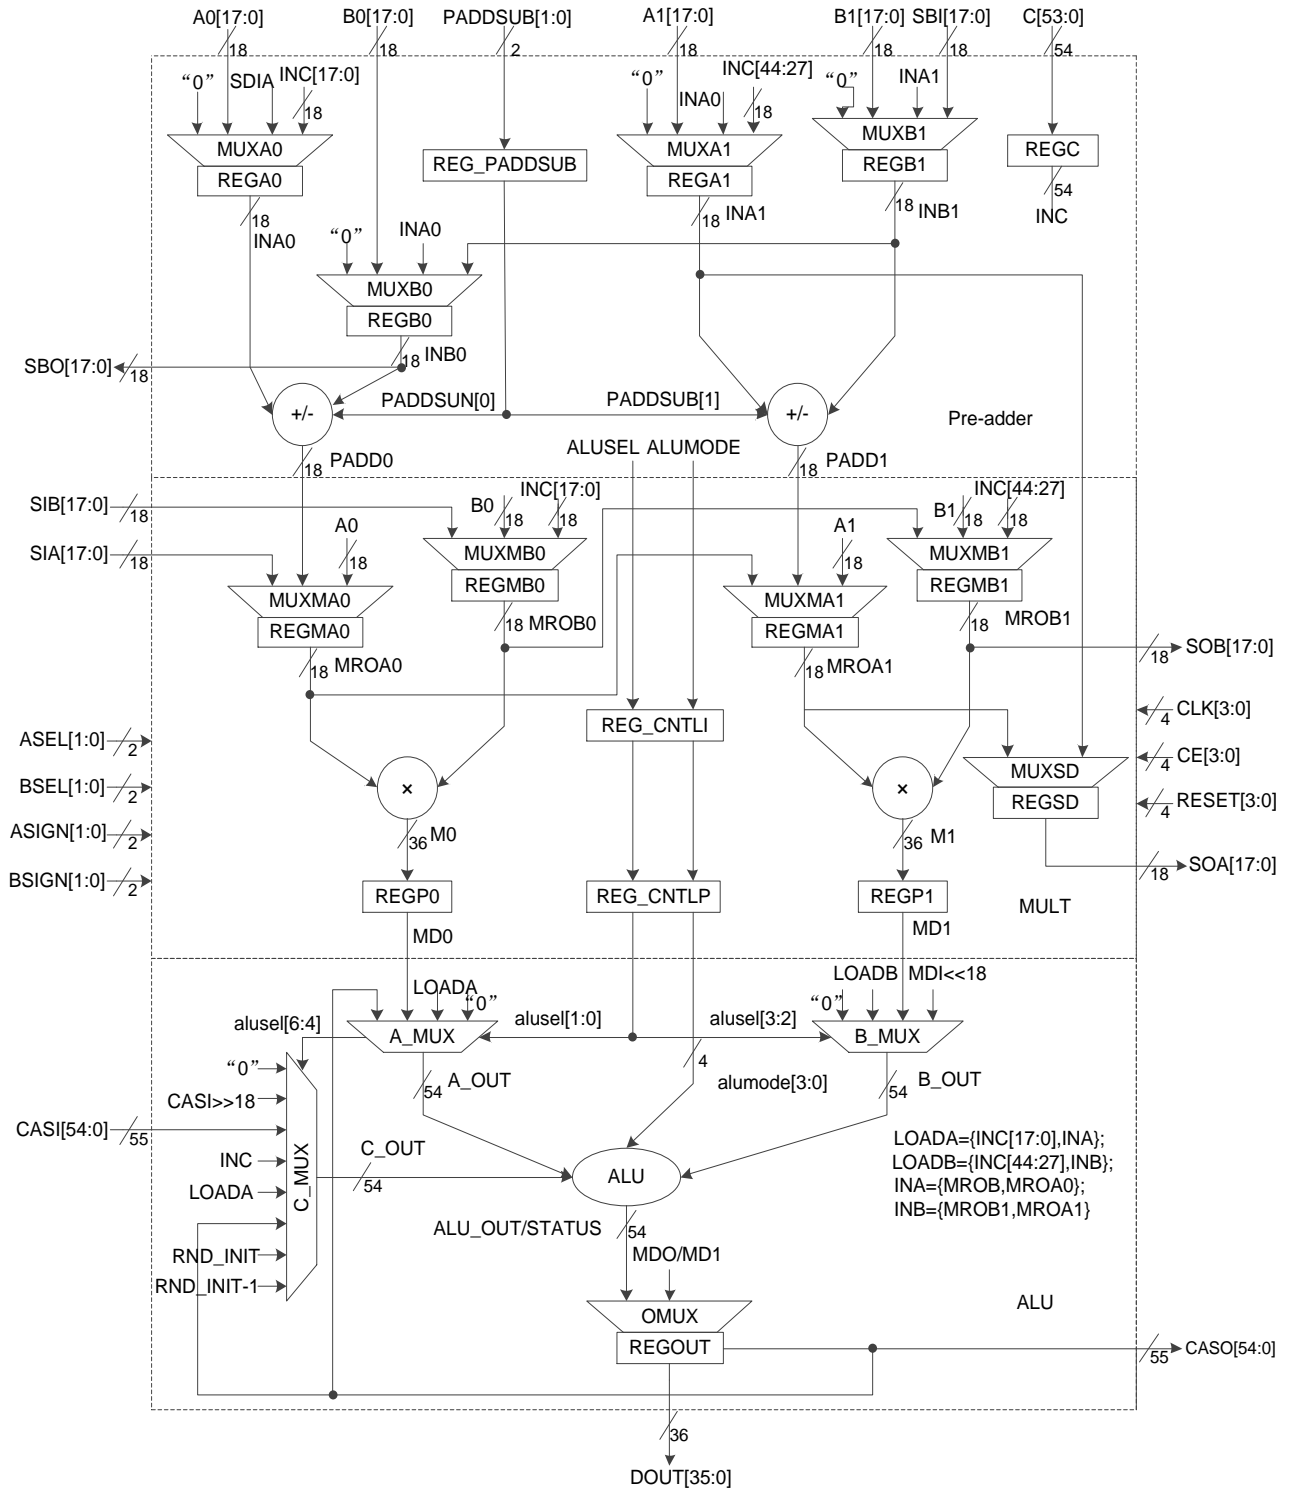 A0[17:0] B0[17:0] PADDSUB[1:0] A1[17:0] B1[17:0] SBI[17:0] C[53:0]
18 18 2 18 18 18 54
“0” SDIA INC[17:0] “0” INA0 INC[44:27] “0” INA1
18 18
MUXA0 MUXA1 MUXB1 REGC
REGA0 REG_PADDSUB REGA1 REGB1
18 18 INA1 18 INB1 54
INA0 INC
“0” INA0
MUXB0
REGB0
18 INB0
SBO[17:0] 18
+/- PADDSUN[0] PADDSUB[1] +/-
Pre-adder
ALUSEL ALUMODE
18 PADD0 18 PADD1
SIB[17:0] 18 B0 18 INC[17:0] 18 B1 18 INC[44:27] 18
SIA[17:0] 18 A0 18 A1 18
MUXMB0 MUXMB1
REGMB0 REGMB1
MUXMA0 MUXMA1
REGMA0 REGMA1
18 MROB0 18 MROB1
18 MROA0 18 MROA1
18 SOB[17:0]
4 CLK[3:0]
REG_CNTLI
ASEL[1:0] 2
4 CE[3:0]
MUXSD
BSEL[1:0] 2 × ×
REGSD 4 RESET[3:0]
ASIGN[1:0] 2 36 M0 36 M1
18 SOA[17:0]
BSIGN[1:0] 2
REGP0 REG_CNTLP REGP1
MULT
MD0 MD1
LOADA “0” “0” LOADB MDI<<18
alusel[6:4] A_MUX alusel[1:0] alusel[3:2] B_MUX
“0”
4
54 A_OUT alumode[3:0] 54 B_OUT
CASI>>18
CASI[54:0] 55
INC
LOADA
RND_INIT
RND_INIT-1
C_MUX
C_OUT
54
ALU
LOADA={INC[17:0],INA};
LOADB={INC[44:27],INB};
INA={MROB,MROA0};
INB={MROB1,MROA1}
ALU_OUT/STATUS 54
MDO/MD1
OMUX ALU
REGOUT
55 CASO[54:0]
36
DOUT[35:0]